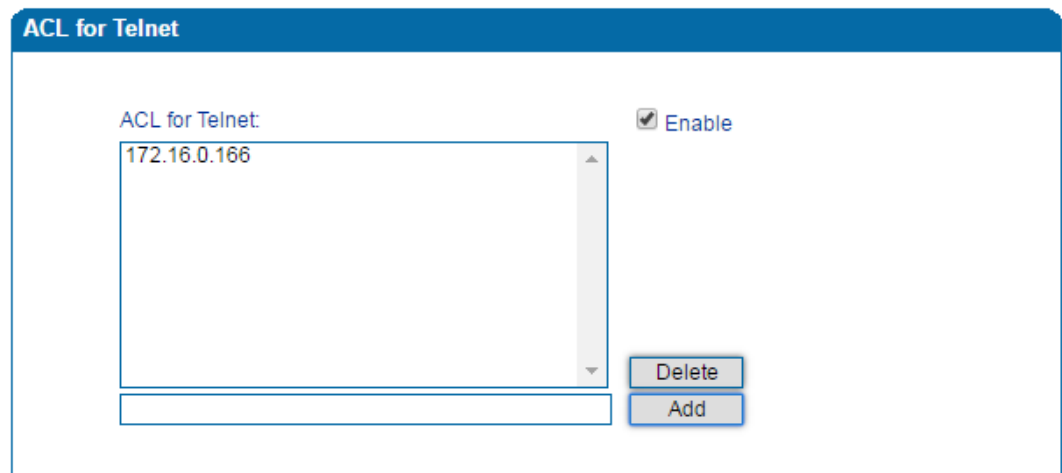 ACL for Telnet
ACL for Telnet:
Enable
172.16.0.166
Delete
Add